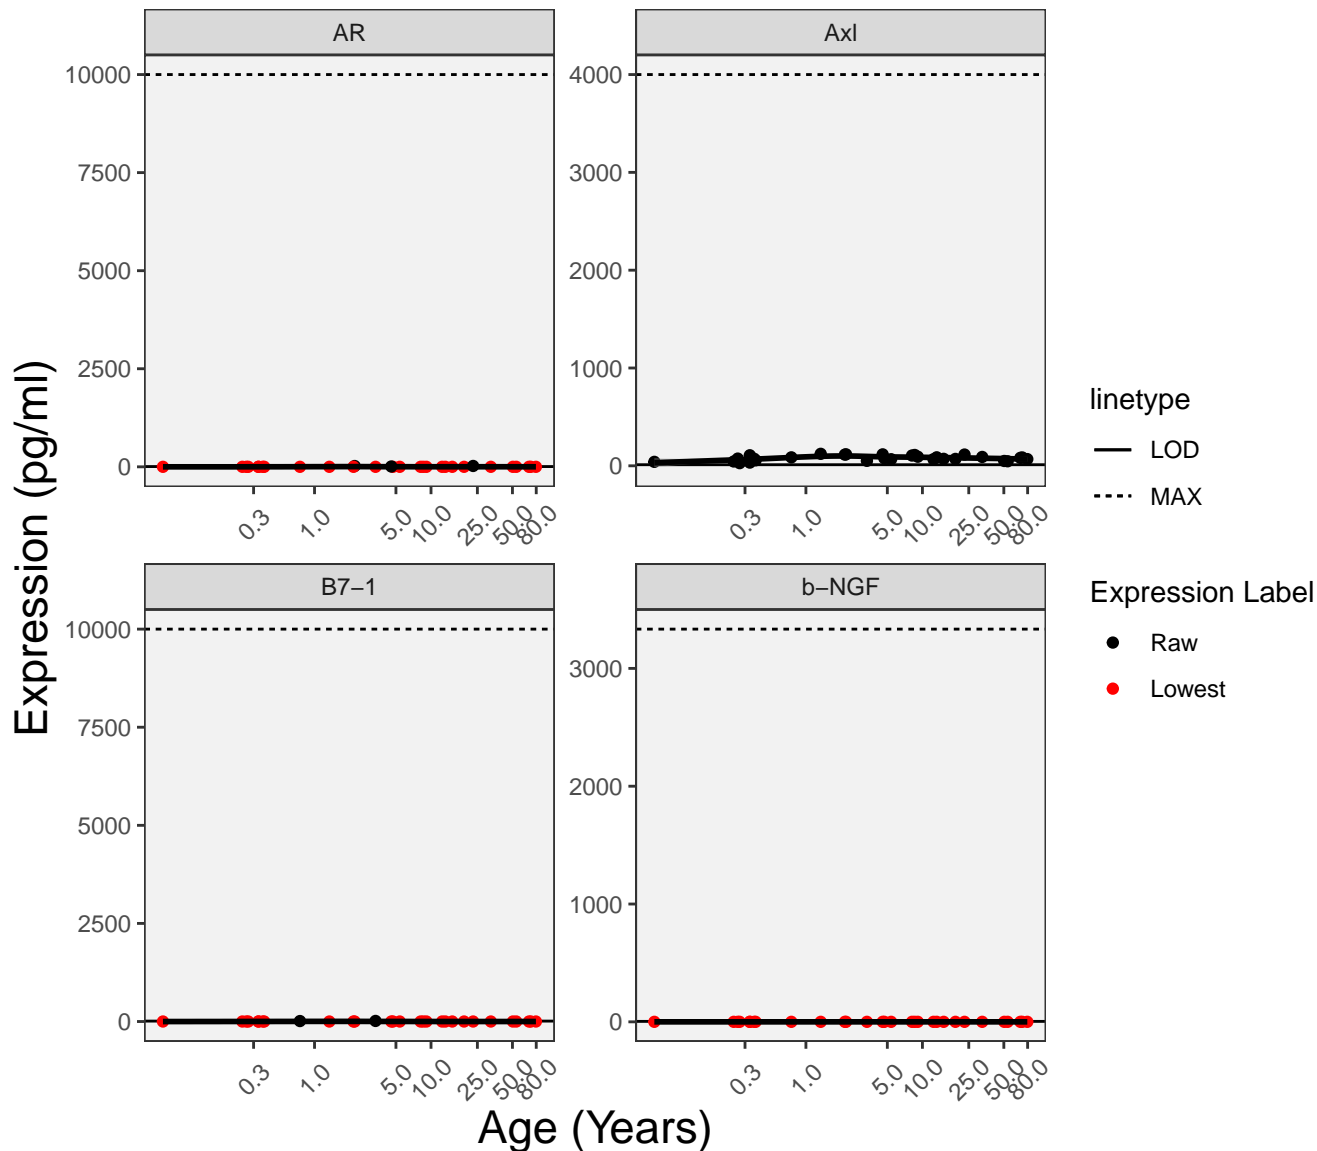 AR
Axl
10000
7500
5000
2500
0
4000
3000
2000
1000
0
0.3 1.0 5.0 10.0 25.0 50.0 80.0
0.3 1.0 5.0 10.0 25.0 50.0 80.0
B7−1
b−NGF
10000
7500
5000
2500
0
3000
2000
1000
0
0.3 1.0 5.0 10.0 25.0 50.0 80.0
0.3 1.0 5.0 10.0 25.0 50.0 80.0
Expression (pg/ml)
Age (Years)
linetype
LOD
MAX
Expression Label
Raw
Lowest